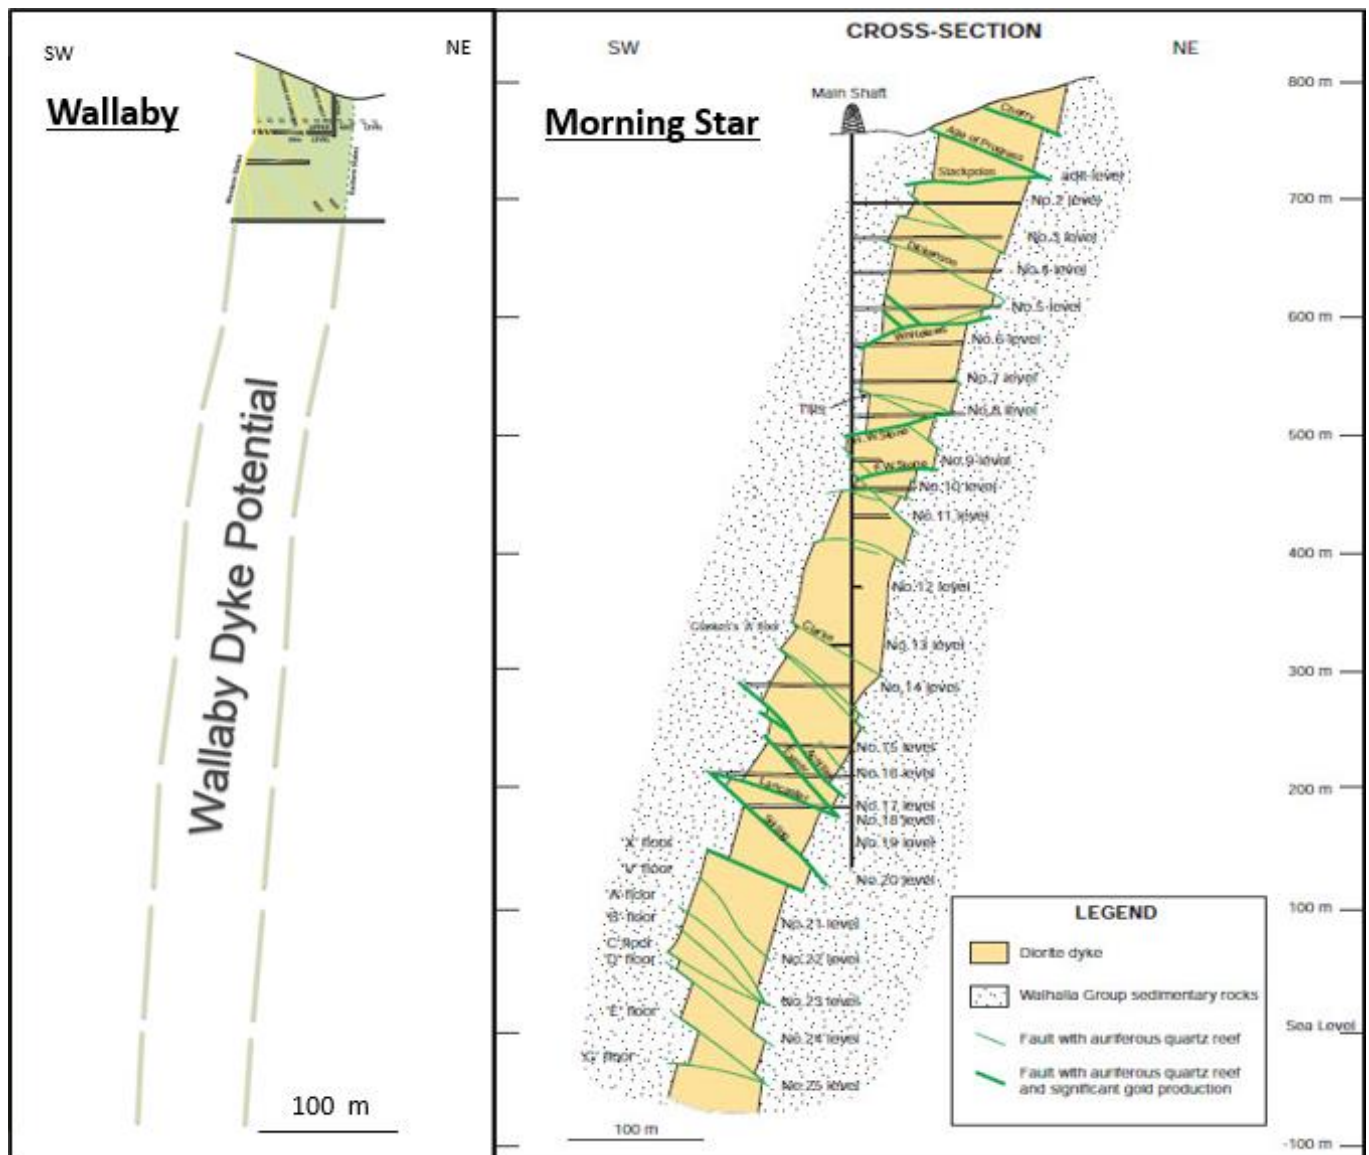 SW
NE
Wallaby
Wallaby Dyke Potential
100 m
CROSS-SECTION
SW
NE
Morning Star
Main Shaft
Cherry
Age of Progress
Stackpoles
adit level
No.2 level
No.3 level
Dickenson
No.4 level
No.5 level
Whitelaws
No.6 level
No.7 level
No.8 level
H.W Stone
F.W Stone
No.9 level
No.10 level
No.11 level
No.12 level
Clarke
No.13 level
No.14 level
No.15 level
No.16 level
Lancaster
No.17 level
No.18 level
No.19 level
'X' floor
'V' floor
No.20 level
'A' floor
'B' floor
No.21 level
'C' floor
'D' floor
No.22 level
No.23 level
'E' floor
No.24 level
'G' floor
No.25 level
100 m
800 m
700 m
600 m
500 m
400 m
300 m
200 m
100 m
Sea Level
-100 m
LEGEND
Diorite dyke
Walhalla Group sedimentary rocks
Fault with auriferous quartz reef
Fault with auriferous quartz reef
and significant gold production